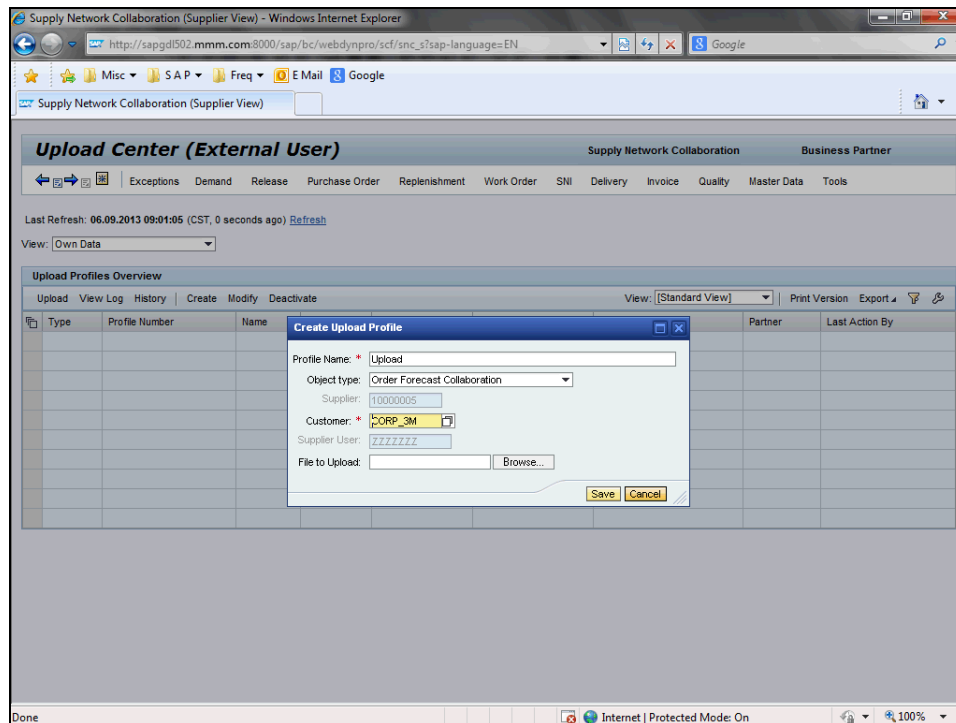 Supply Network Collaboration (Supplier View) - Windows Internet Explorer
http://sapgdl502.mmm.com:8000/sap/bc/webdynpro/scf/snc_s?sap-language=EN Google
Misc S A P Freq E Mail Google
Supply Network Collaboration (Supplier View)
Upload Center (External User) Supply Network Collaboration Business Partner
Exceptions Demand Release Purchase Order Replenishment Work Order SNI Delivery Invoice Quality Master Data Tools
Last Refresh: 06.09.2013 09:01:05 (CST, 0 seconds ago) Refresh
View: Own Data
Upload Profiles Overview
Upload View Log History Create Modify Deactivate View: [Standard View] Print Version Export
Type Profile Number Name Partner Last Action By
Create Upload Profile
Profile Name: * Upload
Object type: Order Forecast Collaboration
Supplier: 10000005
Customer: * CORP_3M
Supplier User: ZZZZZZZ
File to Upload: Browse...
Save Cancel
Done Internet | Protected Mode: On 100%